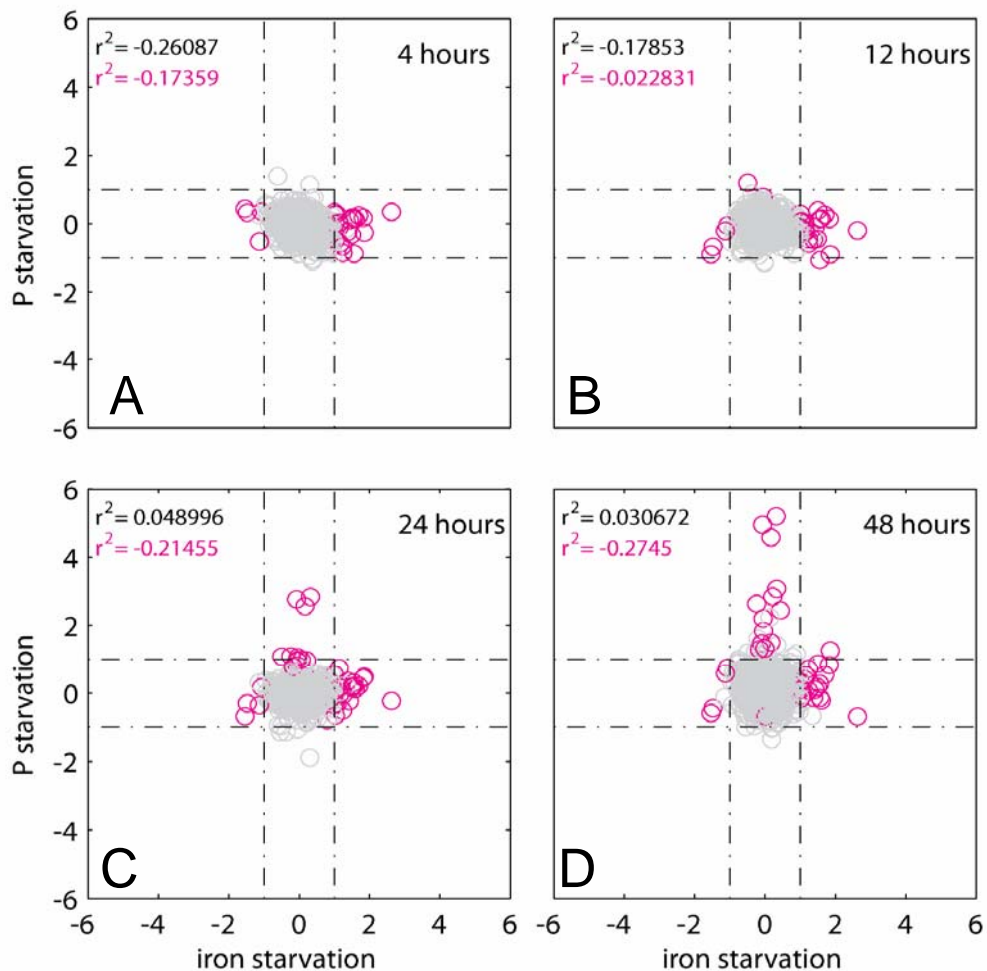 6
r2= -0.26087
r2= -0.17359
4 hours
4
2
0
-2
-4
-6
P starvation
A
r2= -0.17853
r2= -0.022831
12 hours
B
6
r2= 0.048996
r2= -0.21455
24 hours
4
2
0
-2
-4
-6
P starvation
C
-6 -4 -2 0 2 4 6
iron starvation
r2= 0.030672
r2= -0.2745
48 hours
D
-6 -4 -2 0 2 4 6
iron starvation